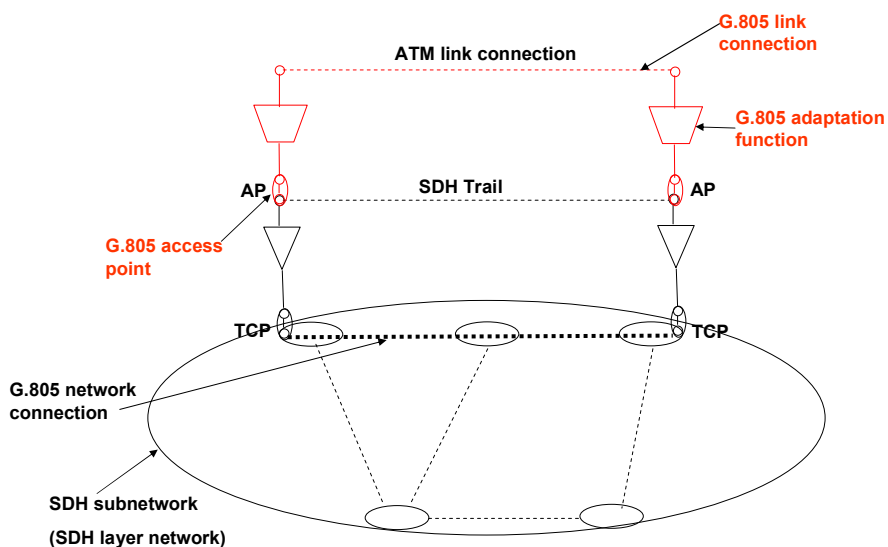 G.805 link
connection
ATM link connection
G.805 adaptation
function
AP
SDH Trail
AP
G.805 access
point
TCP
TCP
G.805 network
connection
SDH subnetwork
(SDH layer network)